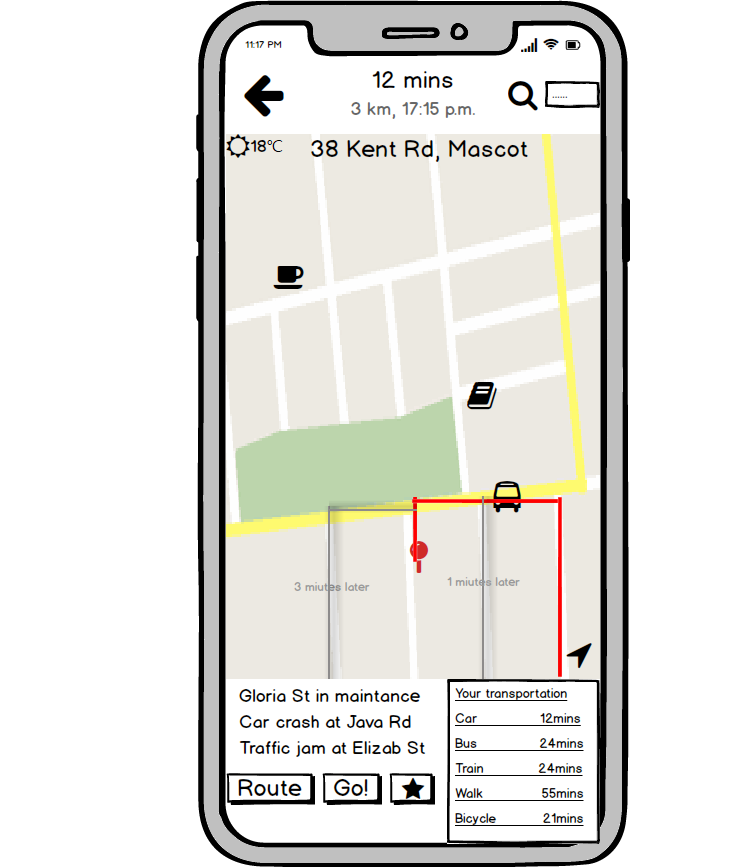 11:17 PM
12 mins
3 km, 17:15 p.m.
......
18°C
38 Kent Rd, Mascot
3 miutes later
1 miutes later
Gloria St in maintance
Car crash at Java Rd
Traffic jam at Elizab St
Route
Go!
Your transportation
Car 12mins
Bus 24mins
Train 24mins
Walk 55mins
Bicycle 21mins